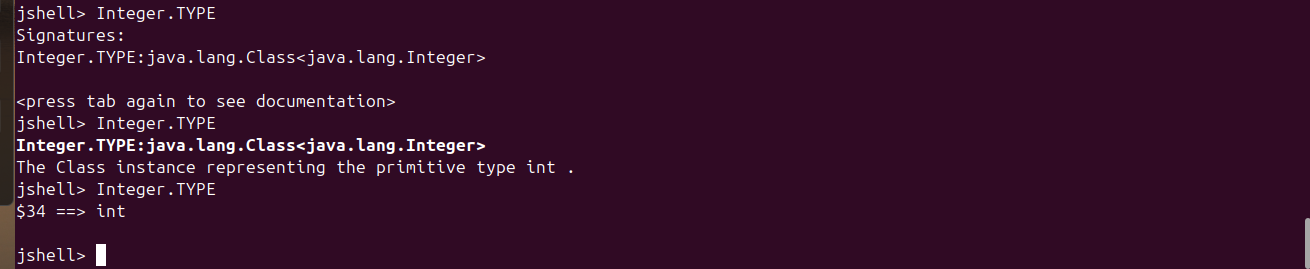 jshell> Integer.TYPE
Signatures:
Integer.TYPE:java.lang.Class<java.lang.Integer>
<press tab again to see documentation>
jshell> Integer.TYPE
Integer.TYPE:java.lang.Class<java.lang.Integer>
The Class instance representing the primitive type int .
jshell> Integer.TYPE
$34 ==> int
jshell>